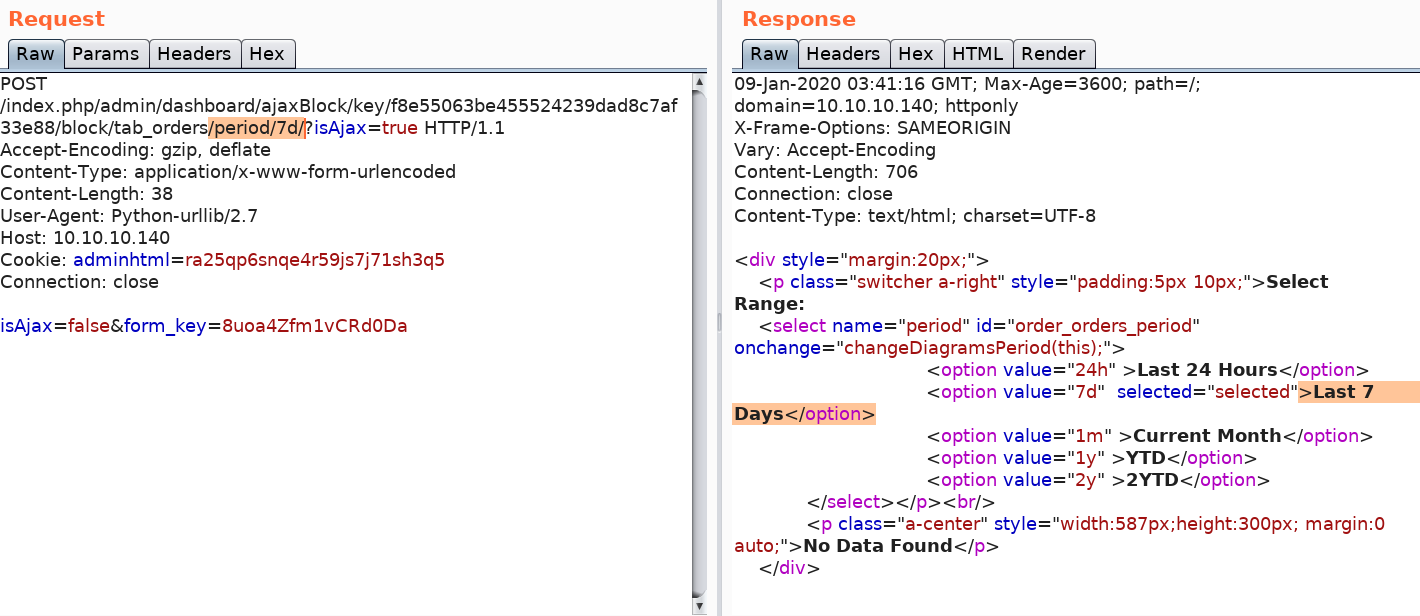 Request
Raw Params Headers Hex
POST
/index.php/admin/dashboard/ajaxBlock/key/f8e55063be455524239dad8c7af
33e88/block/tab_orders/period/7d/?isAjax=true HTTP/1.1
Accept-Encoding: gzip, deflate
Content-Type: application/x-www-form-urlencoded
Content-Length: 38
User-Agent: Python-urllib/2.7
Host: 10.10.10.140
Cookie: adminhtml=ra25qp6snqe4r59js7j71sh3q5
Connection: close

isAjax=false&form_key=8uoa4Zfm1vCRd0Da
Response
Raw Headers Hex HTML Render
09-Jan-2020 03:41:16 GMT; Max-Age=3600; path=/;
domain=10.10.10.140; httponly
X-Frame-Options: SAMEORIGIN
Vary: Accept-Encoding
Content-Length: 706
Connection: close
Content-Type: text/html; charset=UTF-8

<div style="margin:20px;">
<p class="switcher a-right" style="padding:5px 10px;">Select
Range:
<select name="period" id="order_orders_period"
onchange="changeDiagramsPeriod(this);">
<option value="24h" >Last 24 Hours</option>
<option value="7d"  selected="selected">Last 7
Days</option>
<option value="1m" >Current Month</option>
<option value="1y" >YTD</option>
<option value="2y" >2YTD</option>
</select></p><br/>
<p class="a-center" style="width:587px;height:300px; margin:0
auto;">No Data Found</p>
</div>